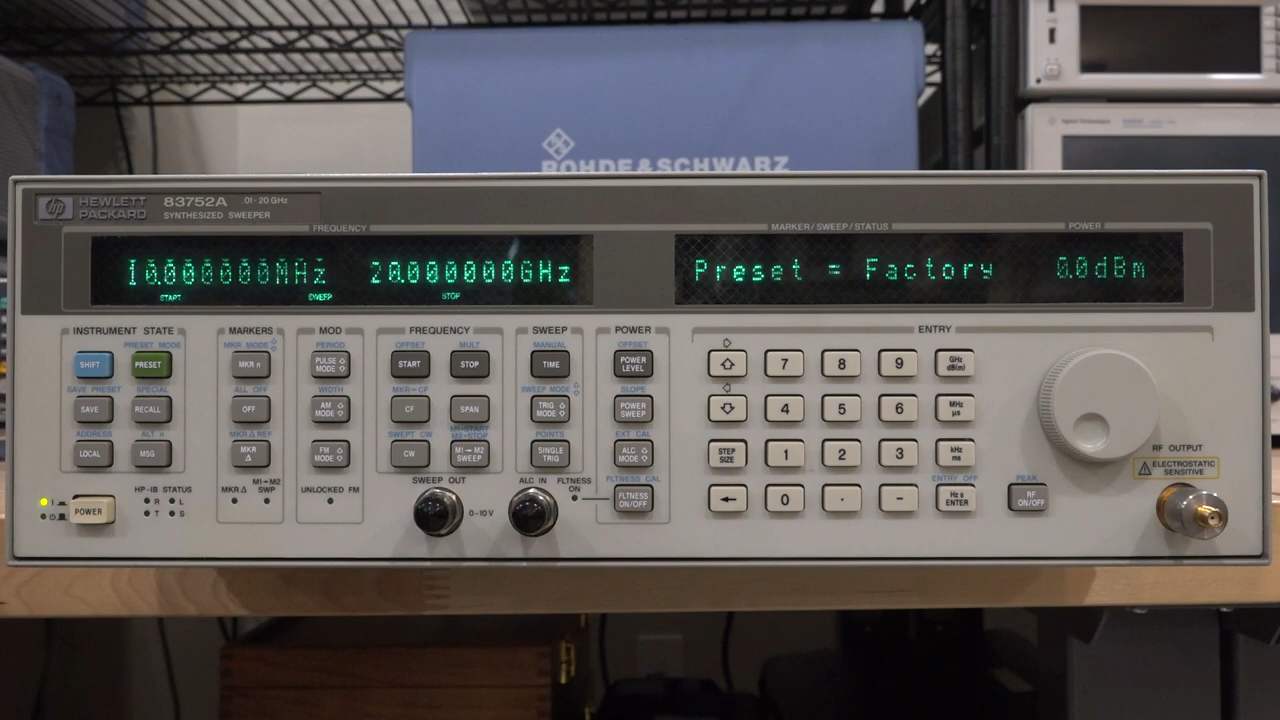 ROHDE&SCHWARZ
Agilent Technologies
hp HEWLETT PACKARD
83752A .01-20 GHz
SYNTHESIZED SWEEPER
FREQUENCY
MARKER/SWEEP/STATUS
POWER
10.000000MHz 20.000000GHz
Preset = Factory 0.0dBm
START SWEEP STOP
INSTRUMENT STATE
PRESET MODE
SHIFT PRESET
SAVE PRESET SPECIAL
SAVE RECALL
ADDRESS ALT n
LOCAL MSG
HP-IB STATUS
R L
T S
POWER
MARKERS
MKR MODE
MKR n
ALL OFF
OFF
MKR Δ REF
MKR Δ
MKR Δ
M1→M2 SWP
MOD
PERIOD
PULSE MODE
WIDTH
AM MODE
FM MODE
UNLOCKED FM
FREQUENCY
OFFSET MULT
START STOP
MKR→CF
CF SPAN
SWEPT CW
M1-START
M2-STOP
CW
M1→M2 SWEEP
SWEEP OUT
0-10V
SWEEP
MANUAL
TIME
SWEEP MODE
TRIG MODE
POINTS
SINGLE TRIG
ALC IN
FLTNESS ON
POWER
OFFSET
POWER LEVEL
SLOPE
POWER SWEEP
EXT CAL
ALC MODE
FLTNESS CAL
FLTNESS ON/OFF
ENTRY
7 8 9
GHz dB(m)
4 5 6
MHz µs
STEP SIZE
1 2 3
kHz ms
ENTRY OFF
← 0 . −
Hz s ENTER
PEAK
RF ON/OFF
RF OUTPUT
ELECTROSTATIC SENSITIVE